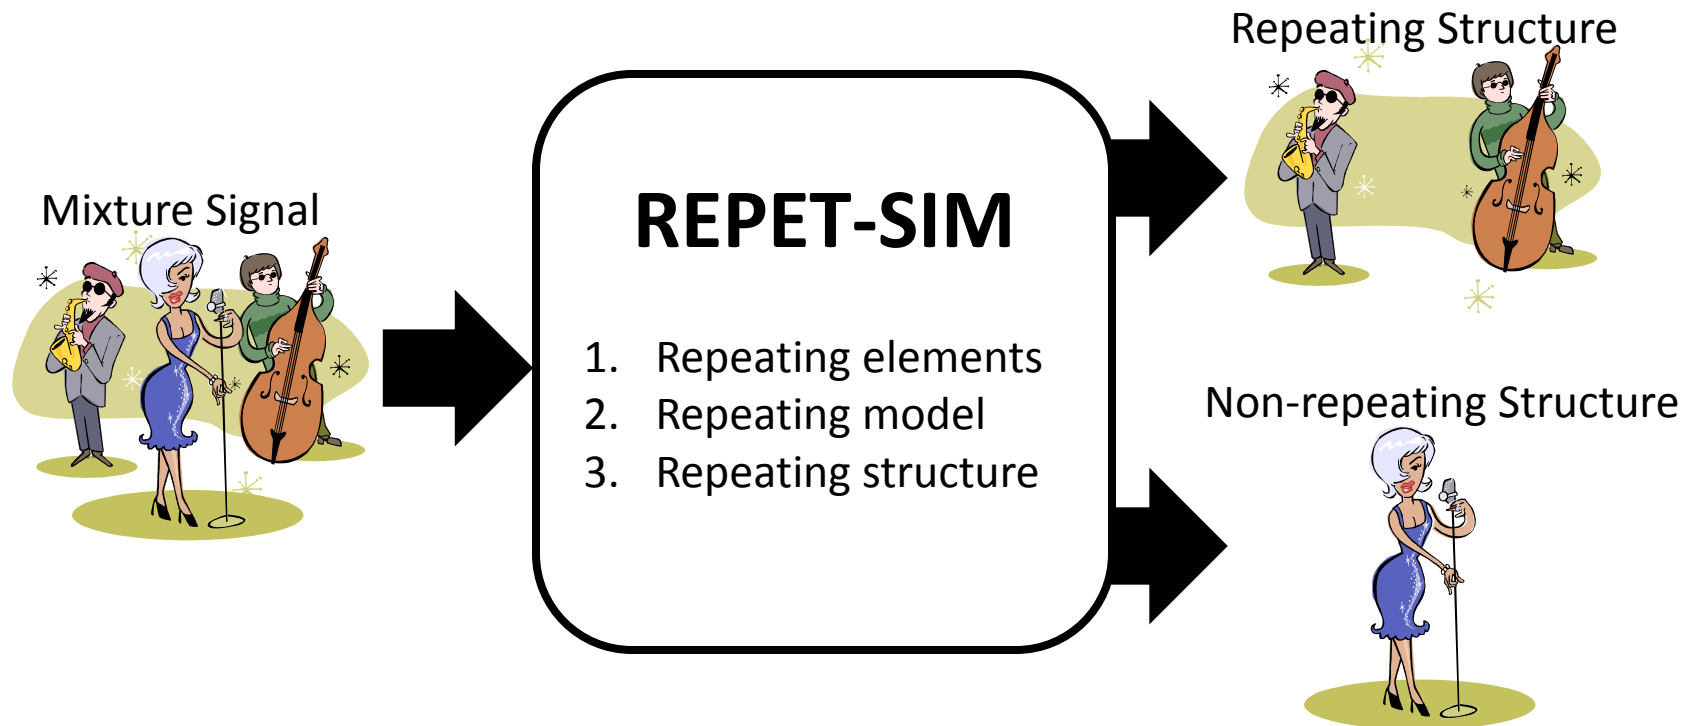 Mixture Signal
REPET-SIM
1. Repeating elements
2. Repeating model
3. Repeating structure
Repeating Structure
Non-repeating Structure